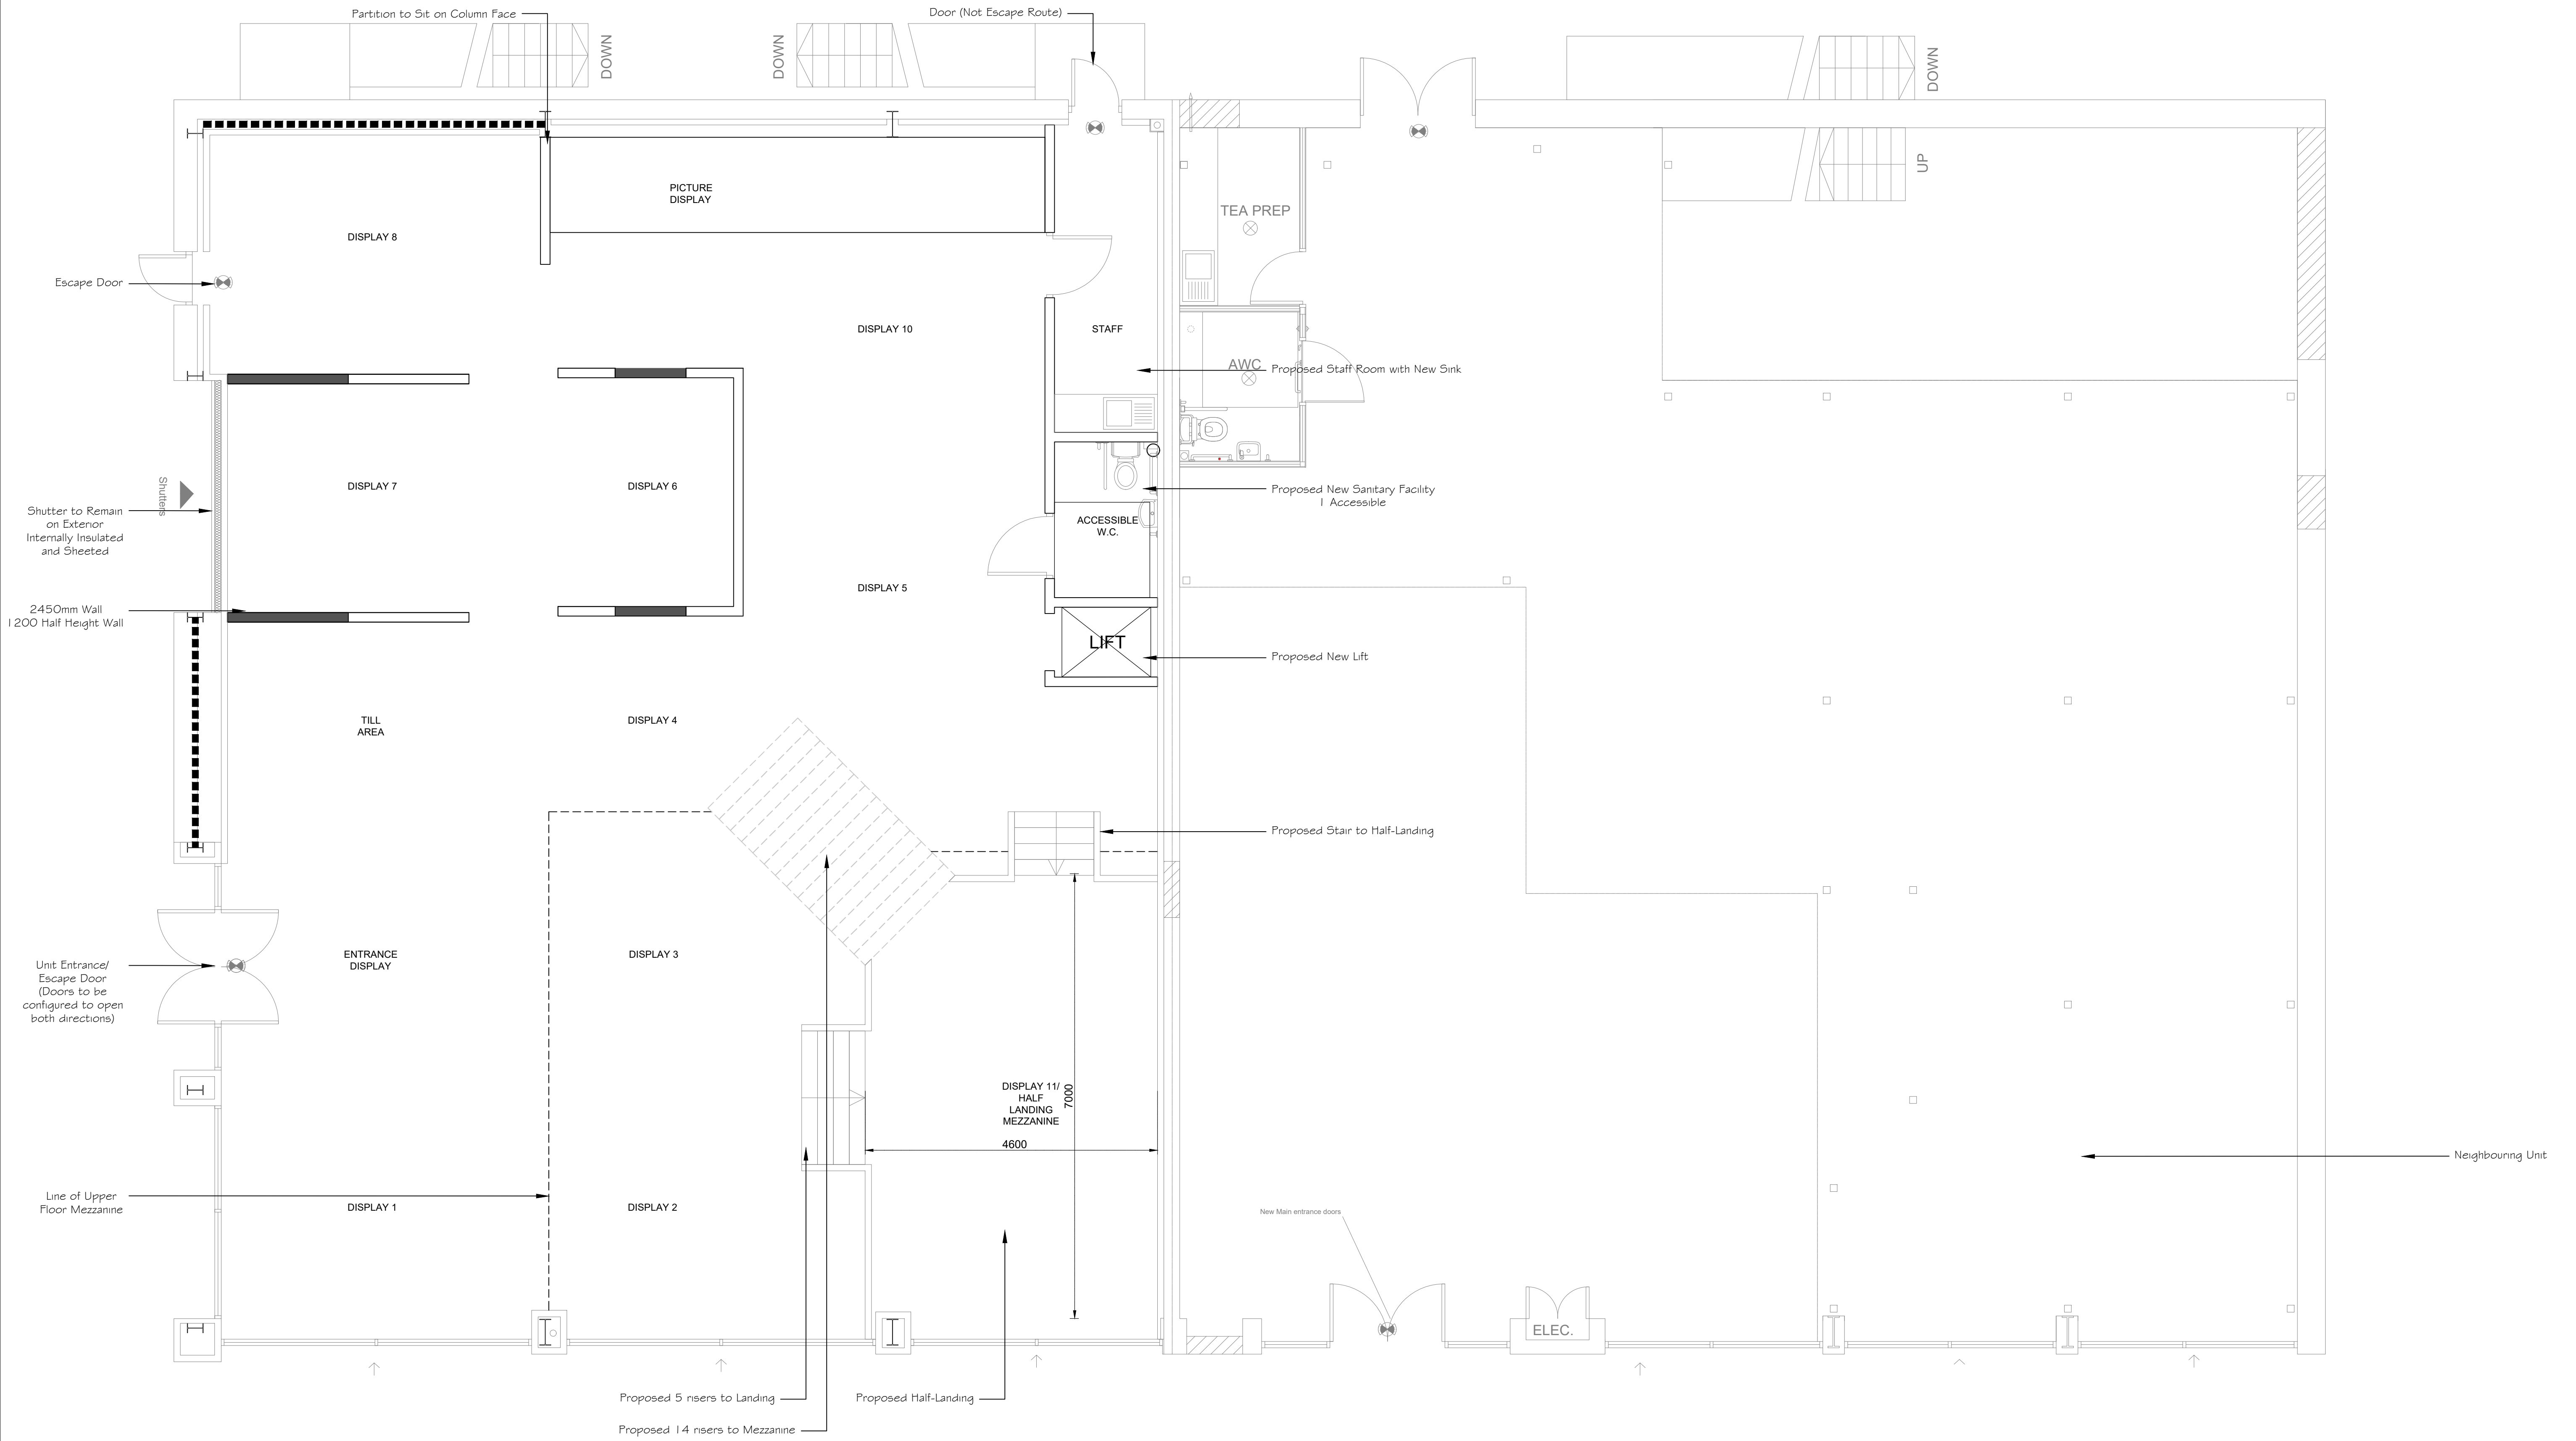 Partition to Sit on Column Face
Door (Not Escape Route)
DOWN
DOWN
DOWN
UP
PICTURE
DISPLAY
TEA PREP
DISPLAY 8
Escape Door
DISPLAY 10
STAFF
AWC
Proposed Staff Room with New Sink
Shutters
DISPLAY 7
DISPLAY 6
Proposed New Sanitary Facility
1 Accessible
Shutter to Remain
on Exterior
Internally Insulated
and Sheeted
ACCESSIBLE
W.C.
DISPLAY 5
2450mm Wall
1200 Half Height Wall
LIFT
Proposed New Lift
TILL
AREA
DISPLAY 4
Proposed Stair to Half-Landing
ENTRANCE
DISPLAY
DISPLAY 3
Unit Entrance/
Escape Door
(Doors to be
configured to open
both directions)
DISPLAY 11/
HALF
LANDING
MEZZANINE
7000
4600
Neighbouring Unit
Line of Upper
Floor Mezzanine
DISPLAY 1
DISPLAY 2
New Main entrance doors
ELEC.
Proposed 5 risers to Landing
Proposed Half-Landing
Proposed 14 risers to Mezzanine